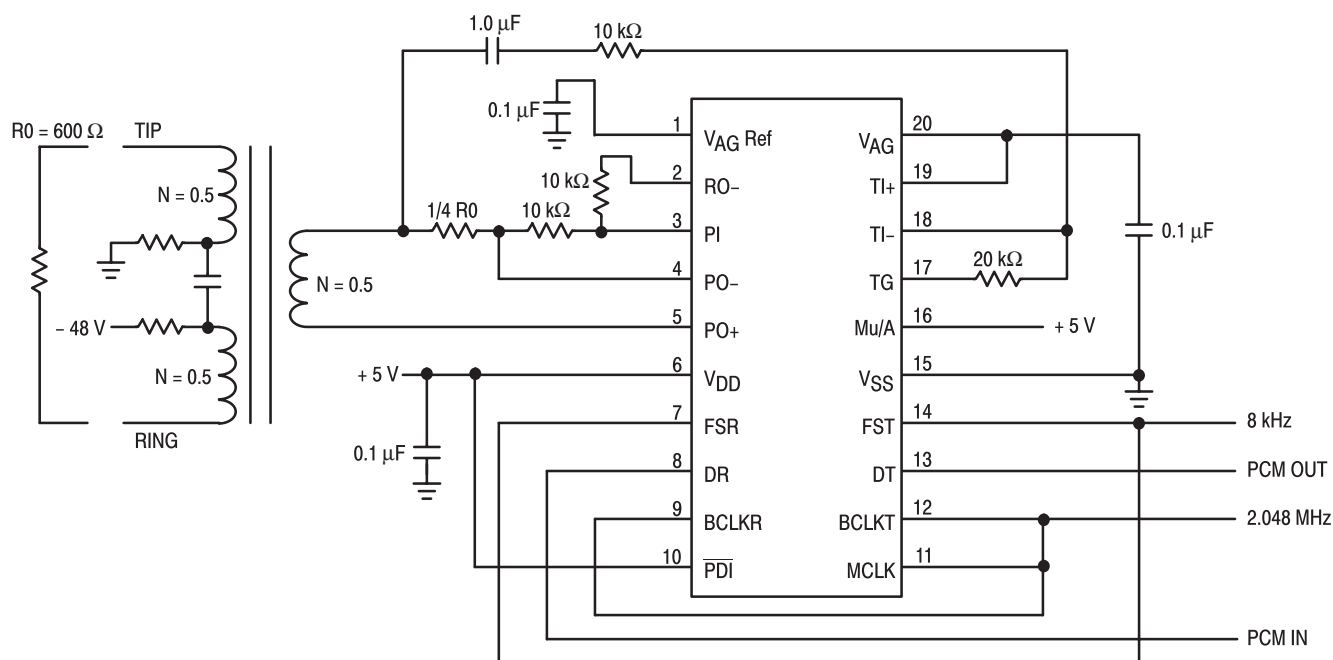 1.0 µF
10 kΩ
0.1 µF
R0 = 600 Ω
TIP
N = 0.5
– 48 V
N = 0.5
RING
N = 0.5
1/4 R0
10 kΩ
10 kΩ
+ 5 V
0.1 µF
1 VAG Ref
2 RO–
3 PI
4 PO–
5 PO+
6 VDD
7 FSR
8 DR
9 BCLKR
10 PDI
20 VAG
19 TI+
18 TI–
17 TG
16 Mu/A
15 VSS
14 FST
13 DT
12 BCLKT
11 MCLK
20 kΩ
0.1 µF
+ 5 V
8 kHz
PCM OUT
2.048 MHz
PCM IN